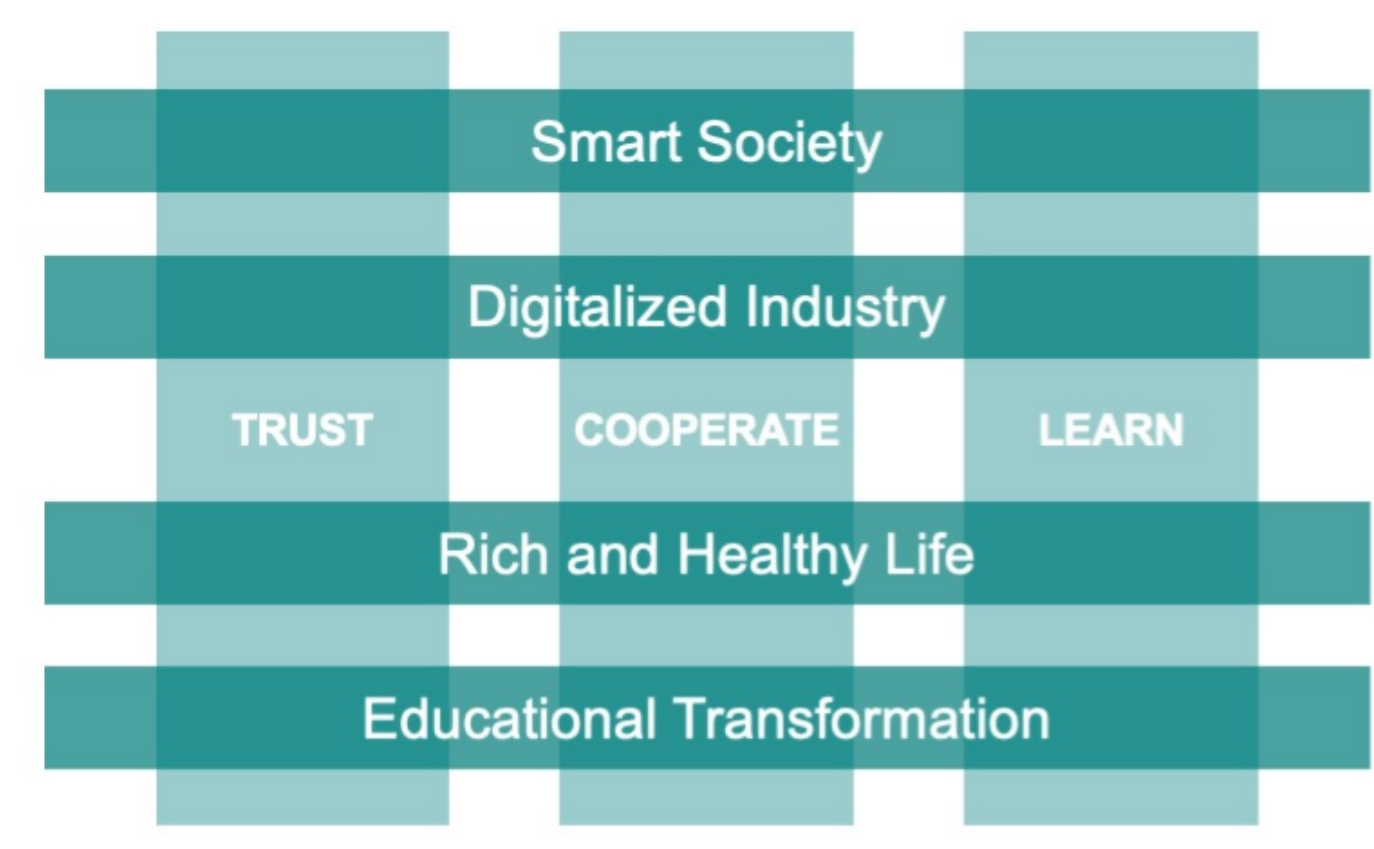 Smart Society
Digitalized Industry
TRUST COOPERATE LEARN
Rich and Healthy Life
Educational Transformation